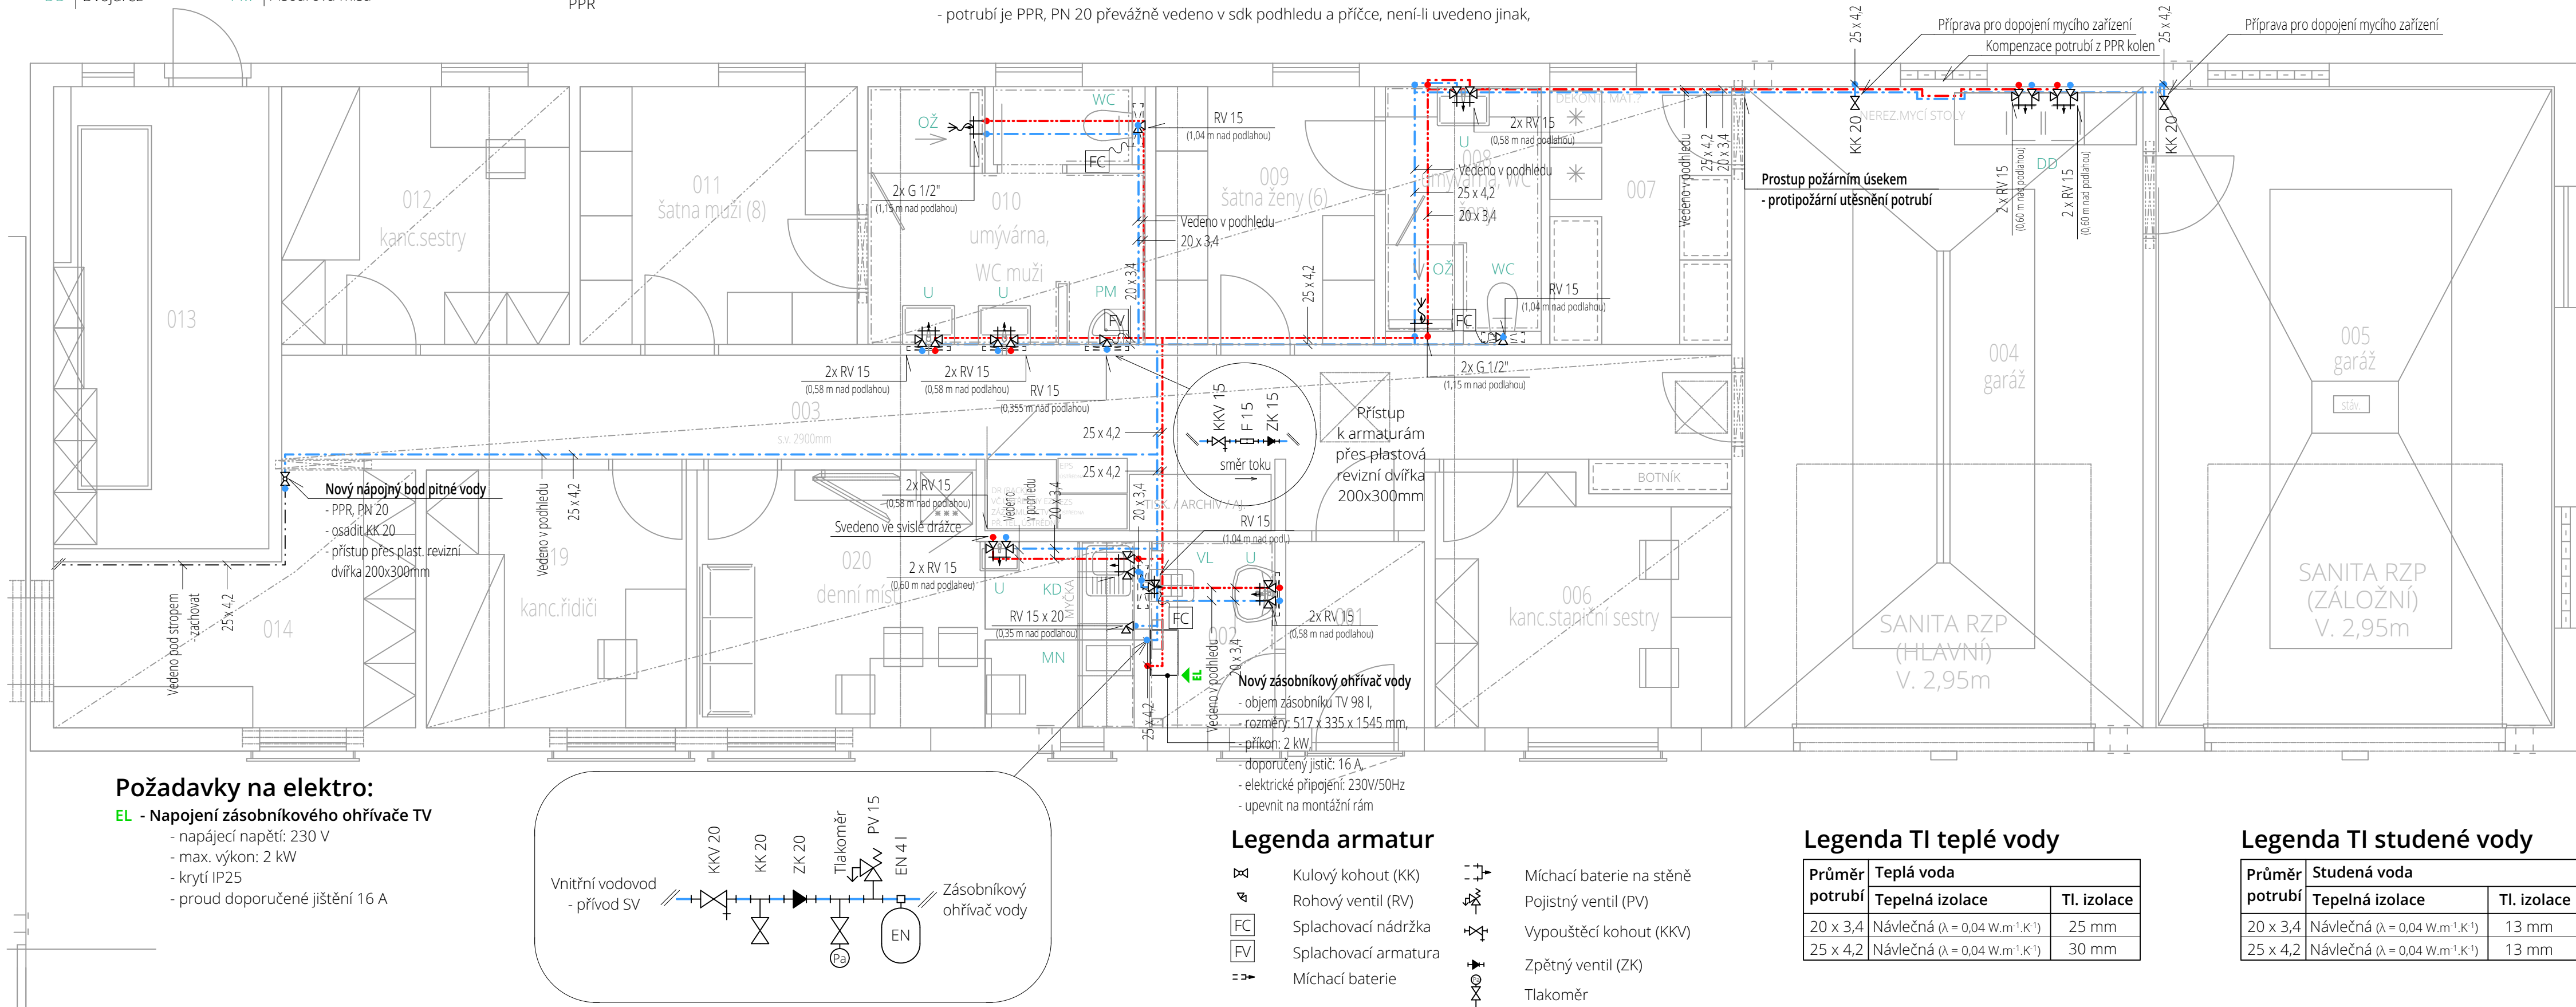 PPR
- potrubí je PPR, PN 20 převážně vedeno v sdk podhledu a příčce, není-li uvedeno jinak,
25 x 4,2
Příprava pro dopojení mycího zařízení
Kompenzace potrubí z PPR kolen
25 x 4,2
Příprava pro dopojení mycího zařízení
OŽ
WC
FC
RV 15
(1,04 m nad podlahou)
2x G 1/2"
(1,15 m nad podlahou)
012
kanc.sestry
011
šatna muži (8)
010
umývárna,
WC muži
Vedeno v podhledu
20 x 3,4
20 x 3,4
009
šatna ženy (6)
25 x 4,2
U
2x RV 15
(0,58 m nad podlahou)
008
umývárna, WC
ženy
Vedeno v podhledu
25 x 4,2
20 x 3,4
DEKONT. MAT.?
007
Vedeno v podhledu
25 x 4,2
20 x 3,4
KK 20
NEREZ.MYCÍ STOLY
DD
KK 20
2 x RV 15
(0,60 m nad podlahou)
2 x RV 15
(0,60 m nad podlahou)
Prostup požárním úsekem
- protipožární utěsnění potrubí
OŽ
WC
FC
RV 15
(1,04 m nad podlahou)
2x G 1/2"
(1,15 m nad podlahou)
013
U
U
PM
FV
2x RV 15
(0,58 m nad podlahou)
2x RV 15
(0,58 m nad podlahou)
RV 15
(0,355 m nad podlahou)
003
s.v. 2900mm
25 x 4,2
25 x 4,2
KKV 15
F 15
ZK 15
směr toku
Přístup
k armaturám
přes plastová
revizní dvířka
200x300mm
004
garáž
005
garáž
stáv.
BOTNÍK
Nový nápojný bod pitné vody
- PPR, PN 20
- osadit KK 20
- přístup přes plast. revizní
dvířka 200x300mm
Vedeno v podhledu
25 x 4,2
2x RV 15
(0,58 m nad podlahou)
Svedeno ve svislé drážce
Vedeno
v podhledu
20 x 3,4
20 x 3,4
TISK. / ARCHIV / AJ.
RV 15
(1,04 m nad podl.)
2 x RV 15
(0,60 m nad podlahou)
U
KD
MYČKA
RV 15 x 20
(0,35 m nad podlahou)
MN
VL
U
FC
2x RV 15
(0,58 m nad podlahou)
Vedeno pod stropem
- zachovat
25 x 4,2
014
19
kanc.řidiči
020
denní míst
002
001
006
kanc.staniční sestry
Vedeno v podhledu
20 x 3,4
25 x 4,2
EL
SANITA RZP
(HLAVNÍ)
V. 2,95m
SANITA RZP
(ZÁLOŽNÍ)
V. 2,95m
Nový zásobníkový ohřívač vody
- objem zásobníku TV 98 l,
- rozměry: 517 x 335 x 1545 mm,
- příkon: 2 kW,
- doporučený jistič: 16 A,
- elektrické připojení: 230V/50Hz
- upevnit na montážní rám
Požadavky na elektro:
EL - Napojení zásobníkového ohřívače TV
- napájecí napětí: 230 V
- max. výkon: 2 kW
- krytí IP25
- proud doporučené jištění 16 A
Vnitřní vodovod
- přívod SV
KKV 20
KK 20
ZK 20
Tlakoměr
PV 15
EN 4 l
Pa
EN
Zásobníkový
ohřívač vody
Legenda armatur
Kulový kohout (KK)
Rohový ventil (RV)
FC Splachovací nádržka
FV Splachovací armatura
Míchací baterie
Míchací baterie na stěně
Pojistný ventil (PV)
Vypouštěcí kohout (KKV)
Zpětný ventil (ZK)
Tlakoměr
Legenda TI teplé vody
Průměr potrubí Teplá voda
Tepelná izolace Tl. izolace
20 x 3,4 Návlečná (λ = 0,04 W.m⁻¹.K⁻¹) 25 mm
25 x 4,2 Návlečná (λ = 0,04 W.m⁻¹.K⁻¹) 30 mm
Legenda TI studené vody
Průměr potrubí Studená voda
Tepelná izolace Tl. izolace
20 x 3,4 Návlečná (λ = 0,04 W.m⁻¹.K⁻¹) 13 mm
25 x 4,2 Návlečná (λ = 0,04 W.m⁻¹.K⁻¹) 13 mm